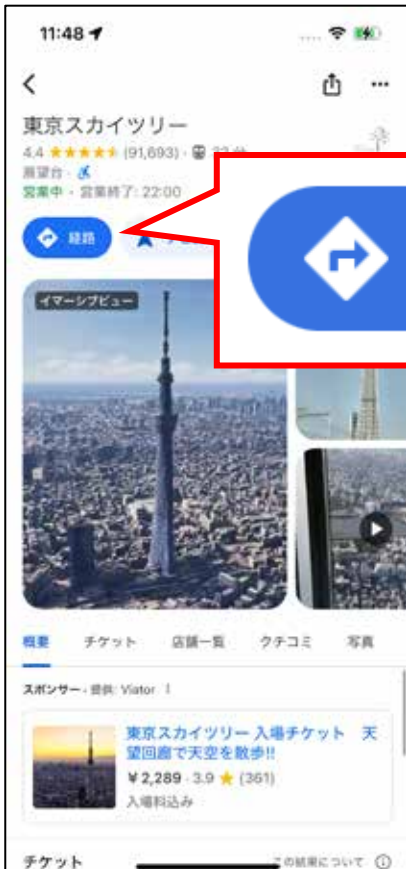 11:48
東京スカイツリー
4.4 (91,693)
展望台
営業中・営業終了: 22:00
経路
イマーシブビュー
概要 チケット 店舗一覧 クチコミ 写真
スポンサー・提供: Viator
東京スカイツリー 入場チケット 天
望回廊で天空を散歩!!
¥2,289・3.9 (361)
入場料込み
チケット この結果について